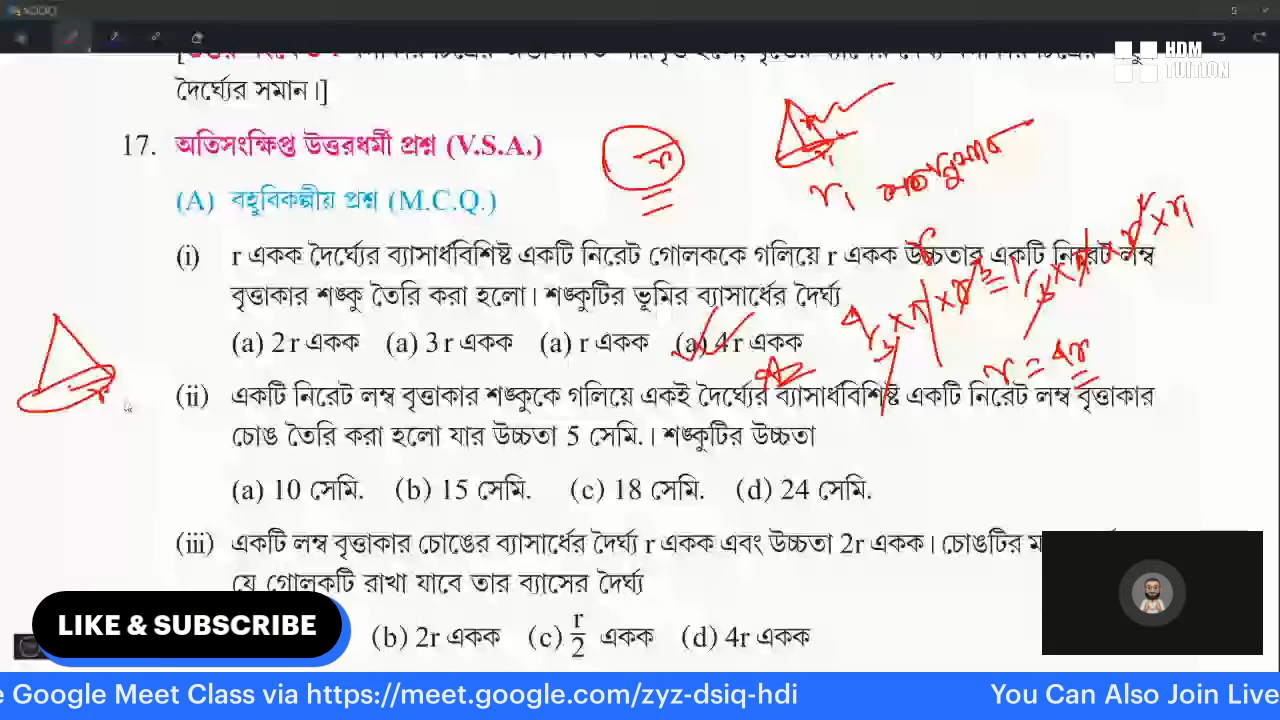 HDM
TUITION
দৈর্ঘ্যের সমান।]
17. অতিসংক্ষিপ্ত উত্তরধর্মী প্রশ্ন (V.S.A.)
(A) বহুবিকল্পীয় প্রশ্ন (M.C.Q.)
(i) r একক দৈর্ঘ্যের ব্যাসার্ধবিশিষ্ট একটি নিরেট গোলককে গলিয়ে r একক উচ্চতার একটি নিরেট লম্ব
বৃত্তাকার শঙ্কু তৈরি করা হলো। শঙ্কুটির ভূমির ব্যাসার্ধের দৈর্ঘ্য
(a) 2r একক (a) 3r একক (a) r একক (a) 4r একক
r = 4r
(ii) একটি নিরেট লম্ব বৃত্তাকার শঙ্কুকে গলিয়ে একই দৈর্ঘ্যের ব্যাসার্ধবিশিষ্ট একটি নিরেট লম্ব বৃত্তাকার
চোঙ তৈরি করা হলো যার উচ্চতা 5 সেমি.। শঙ্কুটির উচ্চতা
(a) 10 সেমি. (b) 15 সেমি. (c) 18 সেমি. (d) 24 সেমি.
(iii) একটি লম্ব বৃত্তাকার চোঙের ব্যাসার্ধের দৈর্ঘ্য r একক এবং উচ্চতা 2r একক। চোঙটির
যে গোলকটি রাখা যাবে তার ব্যাসের দৈর্ঘ্য
(b) 2r একক (c) r/2 একক (d) 4r একক
LIKE & SUBSCRIBE
e Google Meet Class via https://meet.google.com/zyz-dsiq-hdi You Can Also Join Live